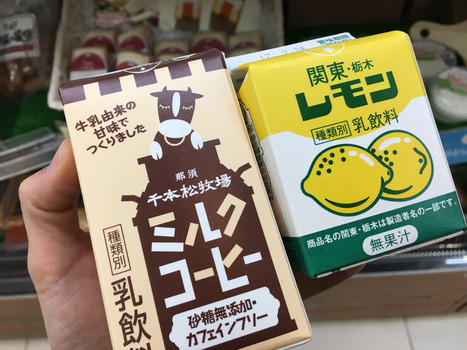 牛乳由来の
甘味で
つくりました
那須
千本松牧場
ミルク
コーヒー
種類別
乳飲料
砂糖無添加・
カフェインフリー
関東・栃木
レモン
種類別 乳飲料
商品名の関東・栃木は製造者名の一部です。
無果汁